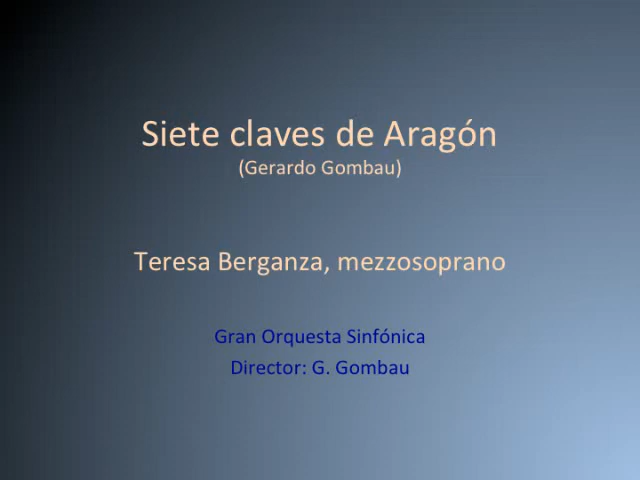 Siete claves de Aragón
(Gerardo Gombau)
Teresa Berganza, mezzosoprano
Gran Orquesta Sinfónica
Director: G. Gombau